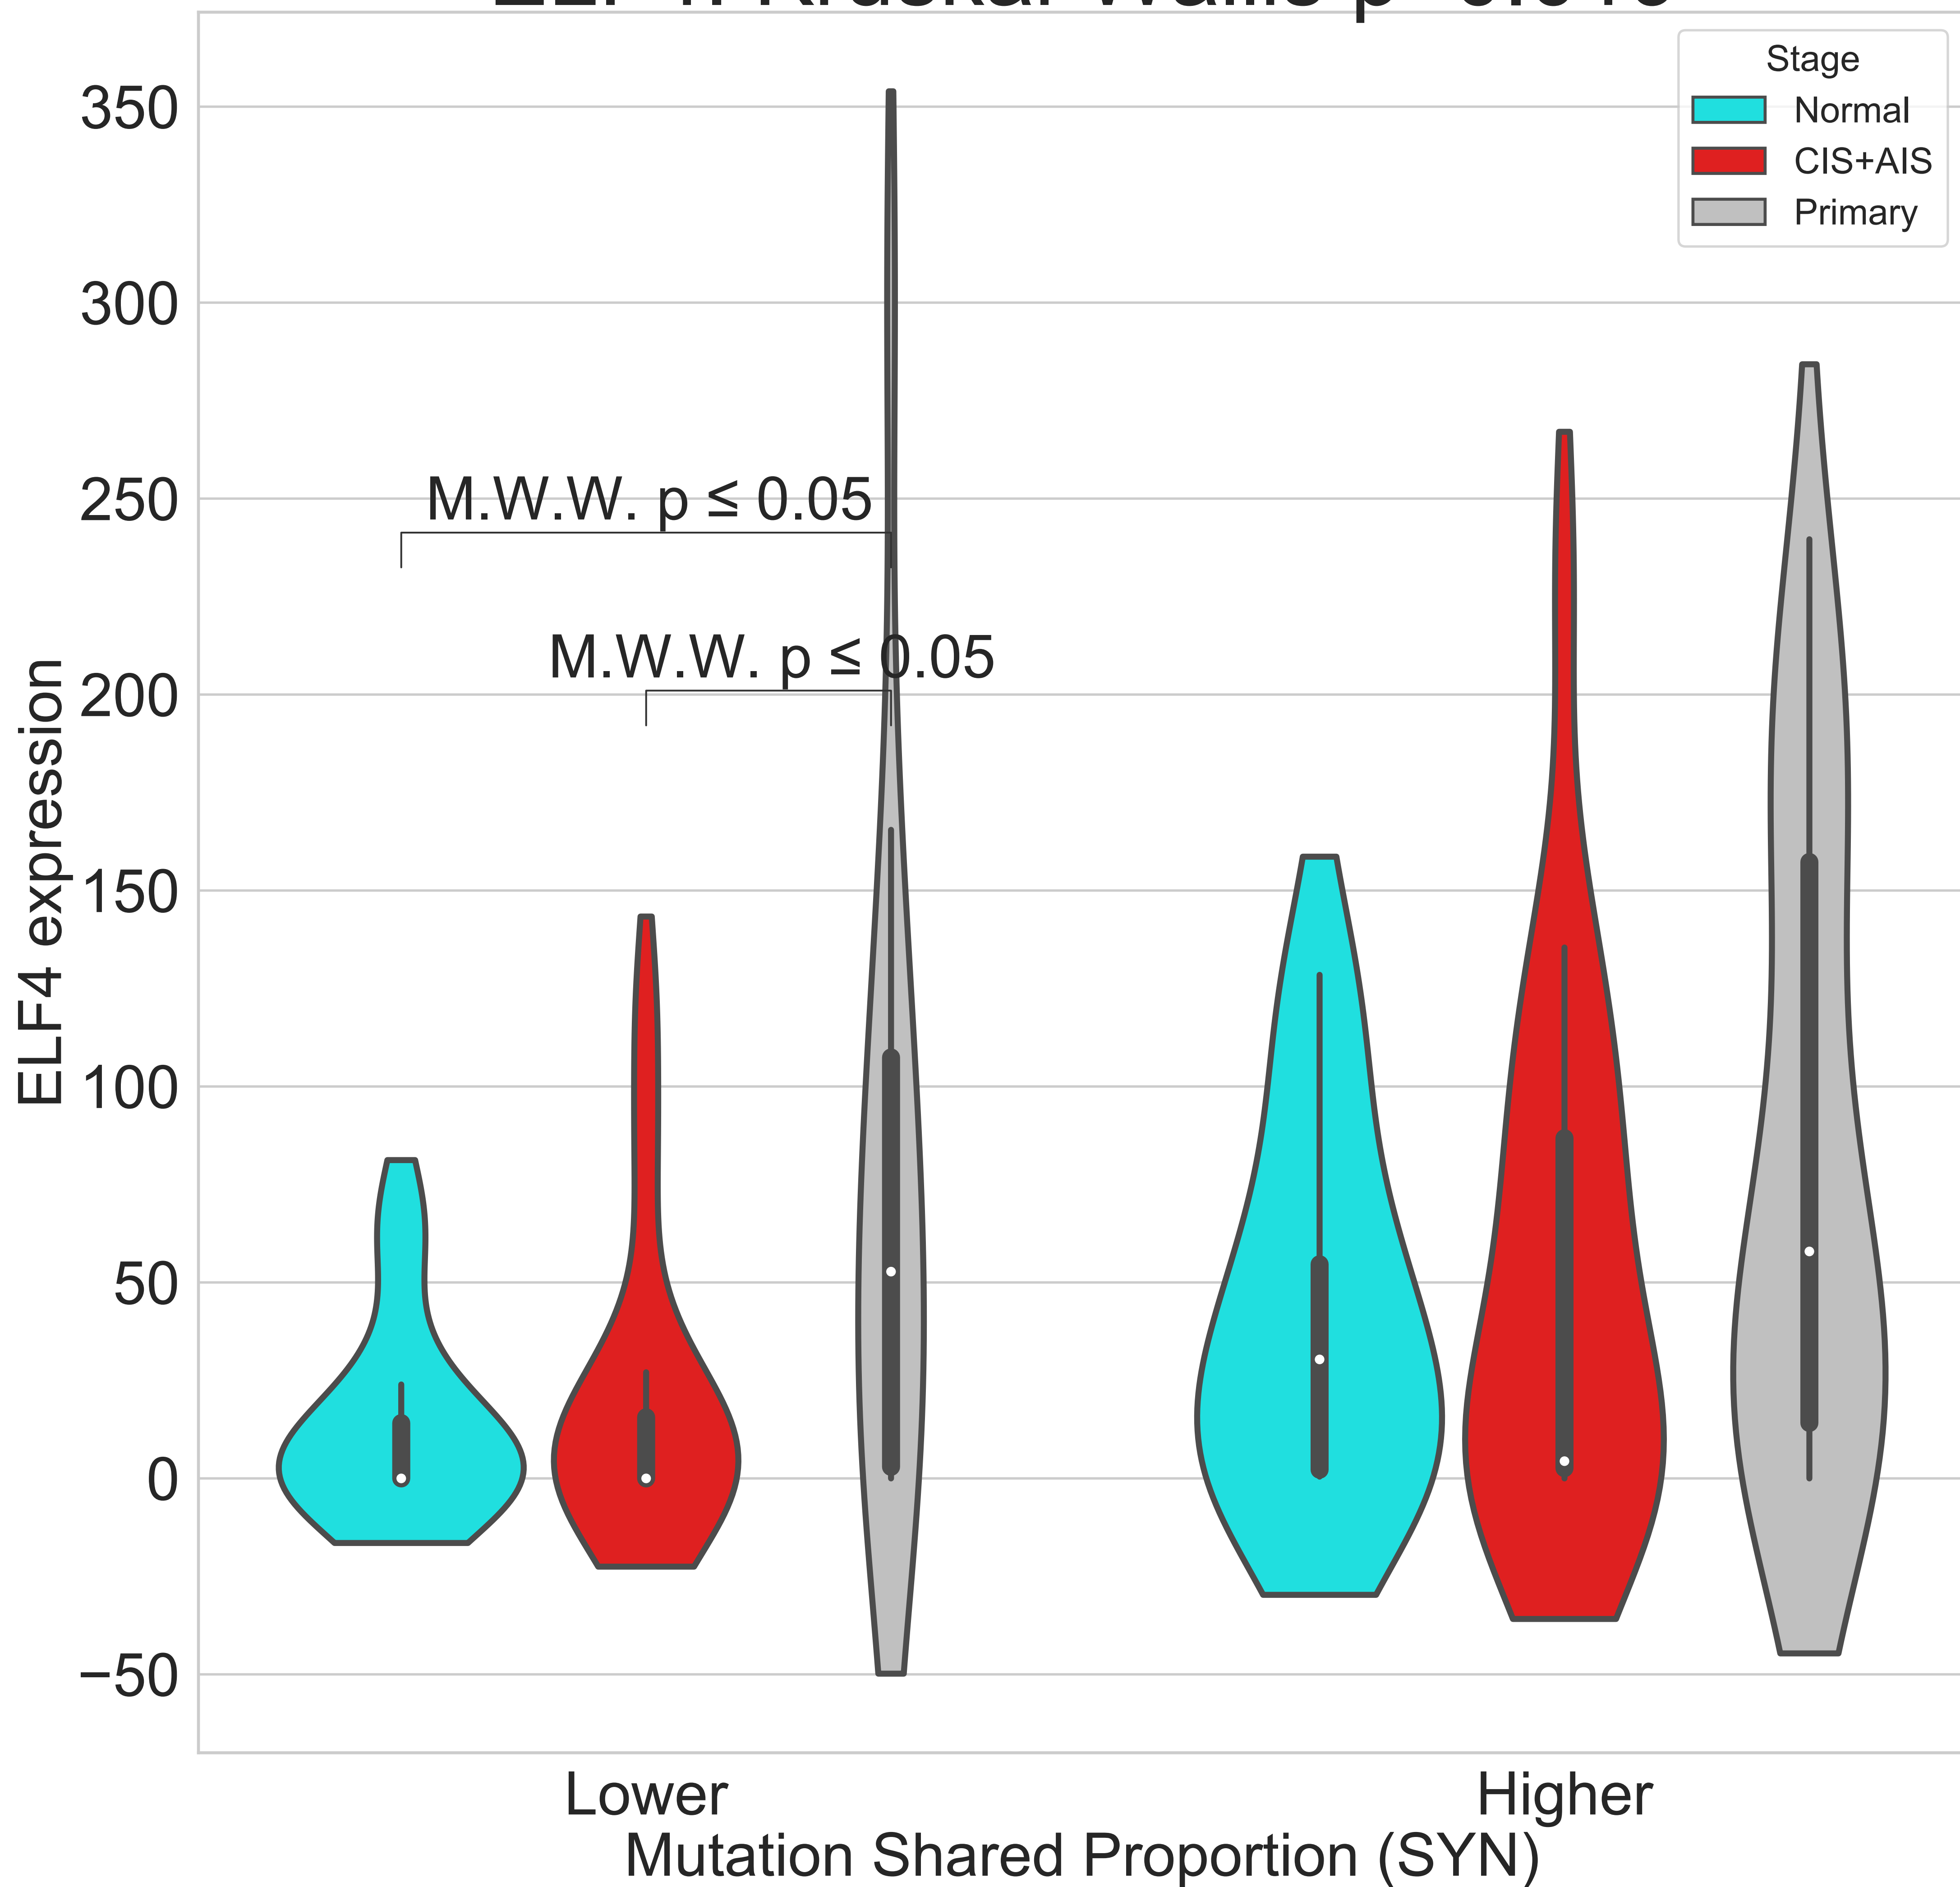 Stage
Normal
CIS+AIS
Primary
350
300
250
200
150
100
50
0
−50
ELF4 expression
M.W.W. p ≤ 0.05
M.W.W. p ≤ 0.05
Lower
Higher
Mutation Shared Proportion (SYN)